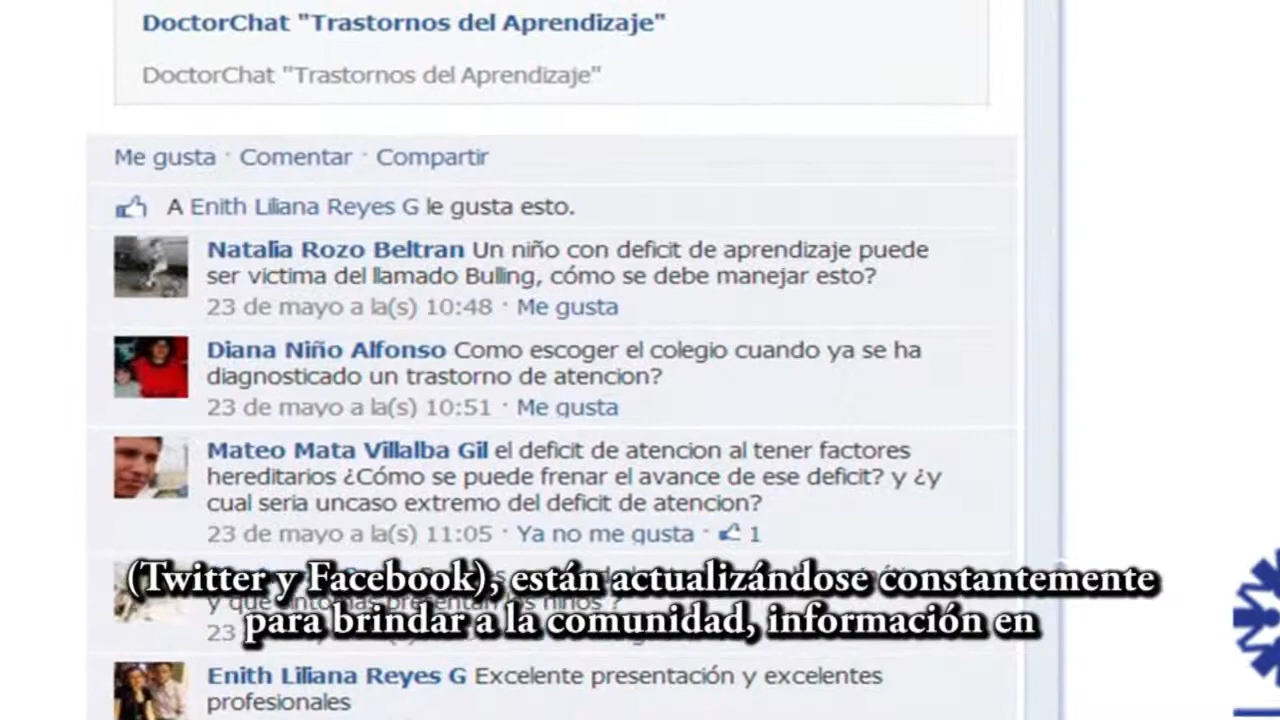 DoctorChat "Trastornos del Aprendizaje"
DoctorChat "Trastornos del Aprendizaje"
Me gusta · Comentar · Compartir
A Enith Liliana Reyes G le gusta esto.
Natalia Rozo Beltran Un niño con deficit de aprendizaje puede
ser victima del llamado Bulling, cómo se debe manejar esto?
23 de mayo a la(s) 10:48 · Me gusta
Diana Niño Alfonso Como escoger el colegio cuando ya se ha
diagnosticado un trastorno de atencion?
23 de mayo a la(s) 10:51 · Me gusta
Mateo Mata Villalba Gil el deficit de atencion al tener factores
hereditarios ¿Cómo se puede frenar el avance de ese deficit? y ¿y
cual seria uncaso extremo del deficit de atencion?
23 de mayo a la(s) 11:05 · Ya no me gusta · 1
(Twitter y Facebook), están actualizándose constantemente
y que
para brindar a la comunidad, información en
23
Enith Liliana Reyes G Excelente presentación y excelentes
profesionales